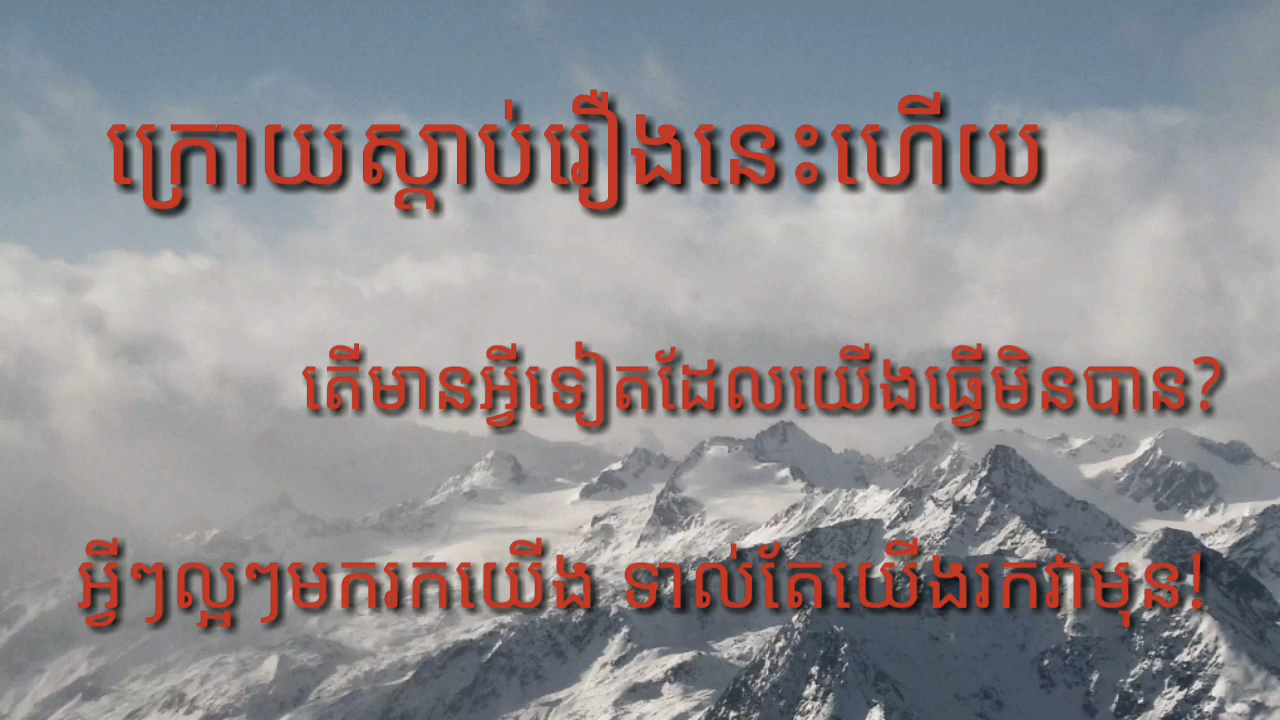 ក្រោយស្ដាប់រឿងនេះហើយ
តើមានអ្វីទៀតដែលយើងធ្វើមិនបាន?
អ្វីៗល្អៗមករកយើង ទាល់តែយើងរកវាមុន!